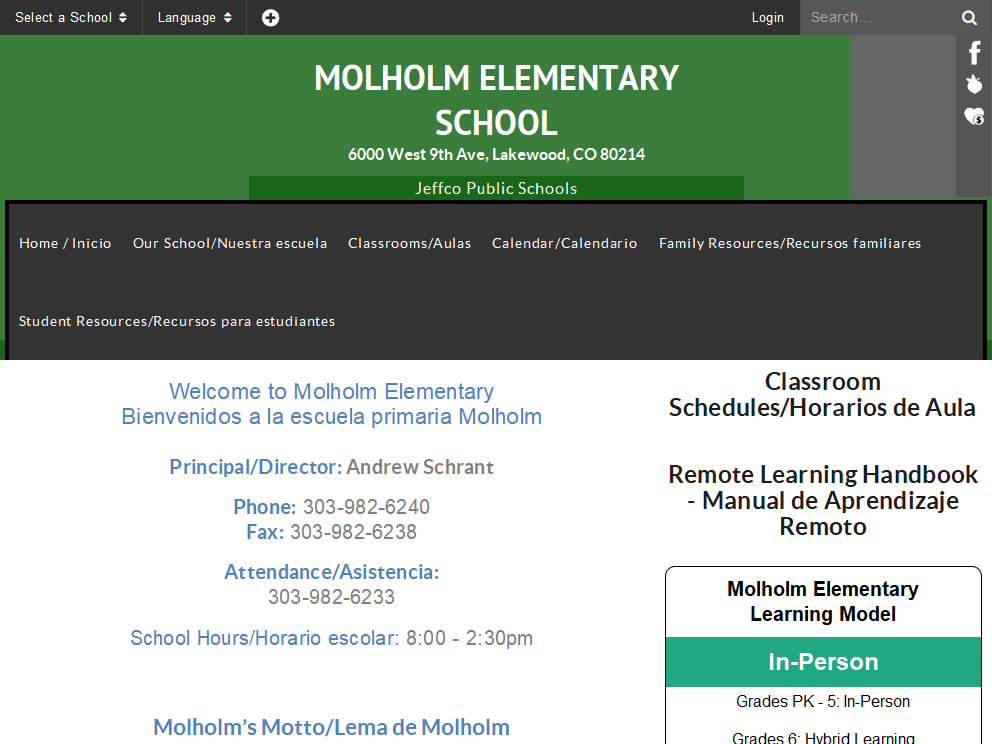 Select a School
Language
Login
Search...
MOLHOLM ELEMENTARY
SCHOOL
6000 West 9th Ave, Lakewood, CO 80214
Jeffco Public Schools
Home / Inicio
Our School/Nuestra escuela
Classrooms/Aulas
Calendar/Calendario
Family Resources/Recursos familiares
Student Resources/Recursos para estudiantes
Welcome to Molholm Elementary
Bienvenidos a la escuela primaria Molholm
Principal/Director: Andrew Schrant
Phone: 303-982-6240
Fax: 303-982-6238
Attendance/Asistencia:
303-982-6233
School Hours/Horario escolar: 8:00 - 2:30pm
Molholm's Motto/Lema de Molholm
Classroom
Schedules/Horarios de Aula
Remote Learning Handbook
- Manual de Aprendizaje
Remoto
Molholm Elementary
Learning Model
In-Person
Grades PK - 5: In-Person
Grades 6: Hybrid Learning